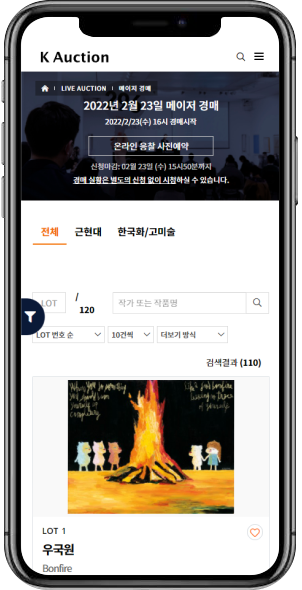 K Auction
LIVE AUCTION
메이저 경매
2022년 2월 23일 메이저 경매
2022/2/23(수) 16시 경매시작
온라인 응찰 사전예약
신청마감: 02월 23일 (수) 15시50분까지
경매 실황은 별도의 신청 없이 시청하실 수 있습니다.
전체 근현대 한국화/고미술
LOT / 120
작가 또는 작품명
LOT 번호 순 10건씩 더보기 방식
검색결과 (110)
LOT 1
우국원
Bonfire